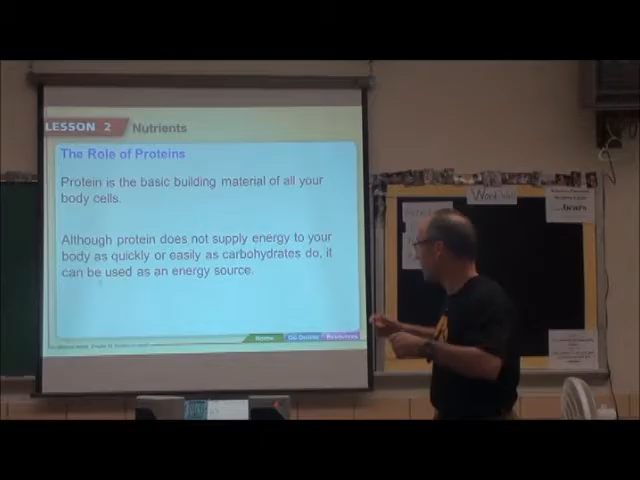 LESSON 2 Nutrients
The Role of Proteins
Protein is the basic building material of all your
body cells.
Although protein does not supply energy to your
body as quickly or easily as carbohydrates do, it
can be used as an energy source.
Home Go Online Resources
Word Wall